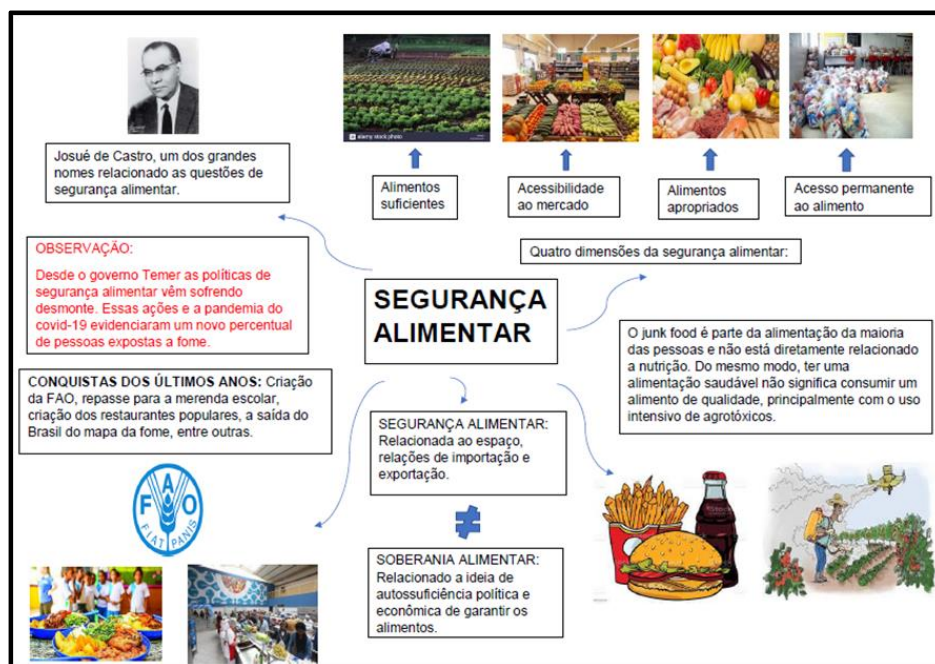 Josué de Castro, um dos grandes
nomes relacionado as questões de
segurança alimentar.
alamy stock photo
Alimentos
suficientes
Acessibilidade
ao mercado
Alimentos
apropriados
Acesso permanente
ao alimento
Quatro dimensões da segurança alimentar:
OBSERVAÇÃO:
Desde o governo Temer as políticas de
segurança alimentar vêm sofrendo
desmonte. Essas ações e a pandemia do
covid-19 evidenciaram um novo percentual
de pessoas expostas a fome.
SEGURANÇA
ALIMENTAR
O junk food é parte da alimentação da maioria
das pessoas e não está diretamente relacionado
a nutrição. Do mesmo modo, ter uma
alimentação saudável não significa consumir um
alimento de qualidade, principalmente com o uso
intensivo de agrotóxicos.
CONQUISTAS DOS ÚLTIMOS ANOS: Criação
da FAO, repasse para a merenda escolar,
criação dos restaurantes populares, a saída do
Brasil do mapa da fome, entre outras.
SEGURANÇA ALIMENTAR:
Relacionada ao espaço,
relações de importação e
exportação.
≠
SOBERANIA ALIMENTAR:
Relacionado a ideia de
autossuficiência política e
econômica de garantir os
alimentos.
F A O
FIAT PANIS